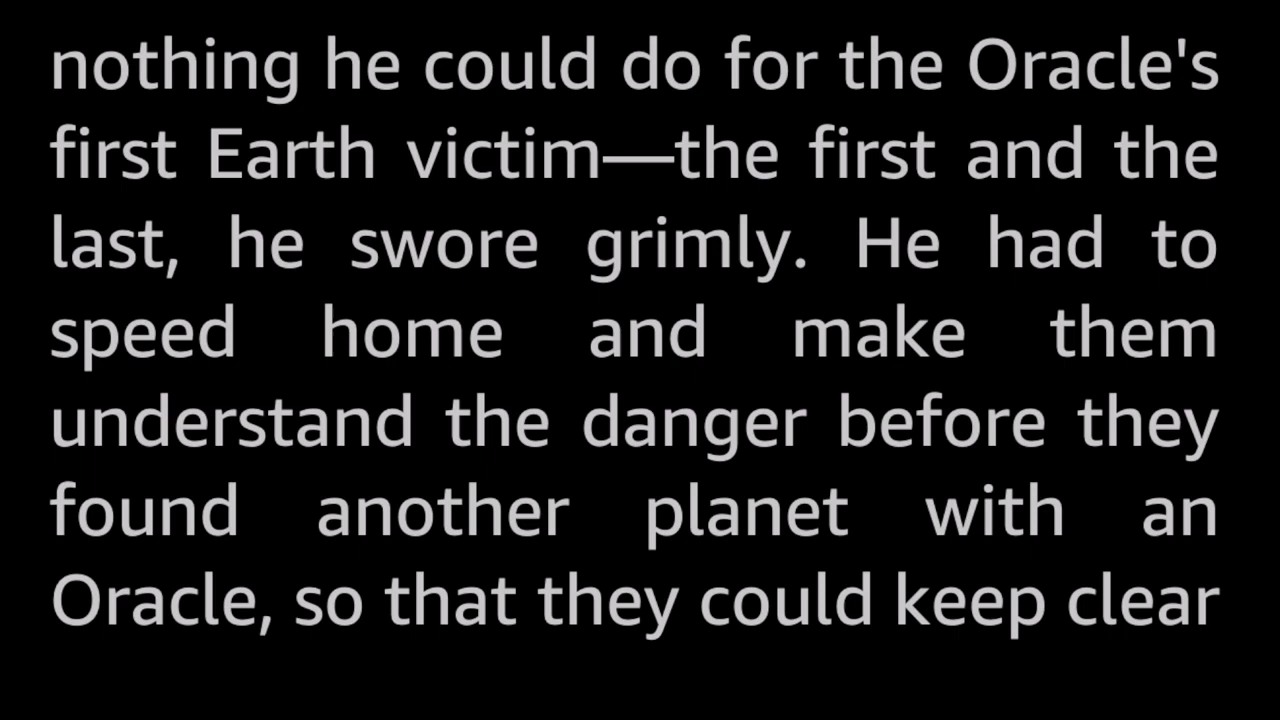 nothing he could do for the Oracle's
first Earth victim—the first and the
last, he swore grimly. He had to
speed home and make them
understand the danger before they
found another planet with an
Oracle, so that they could keep clear